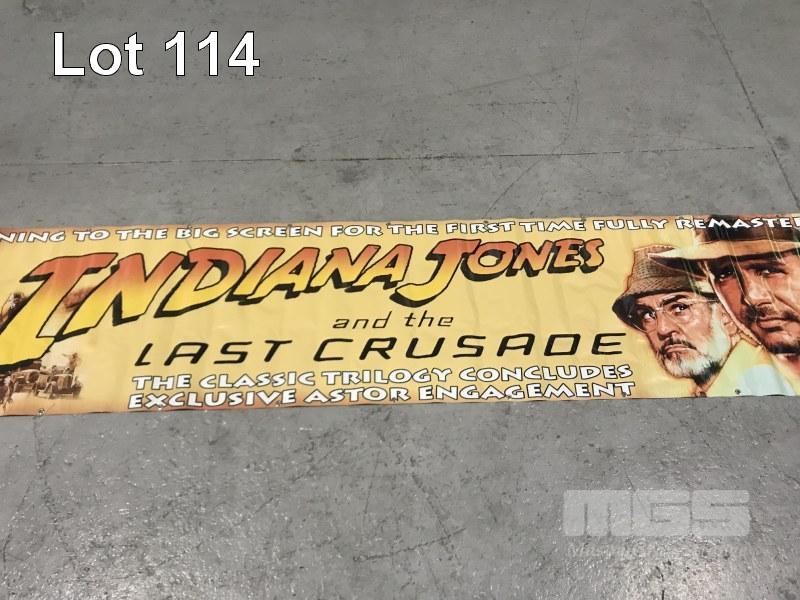 Lot 114
NING TO THE BIG SCREEN FOR THE FIRST TIME FULLY REMASTE
INDIANA JONES
and the
LAST CRUSADE
THE CLASSIC TRILOGY CONCLUDES
EXCLUSIVE ASTOR ENGAGEMENT
MGS